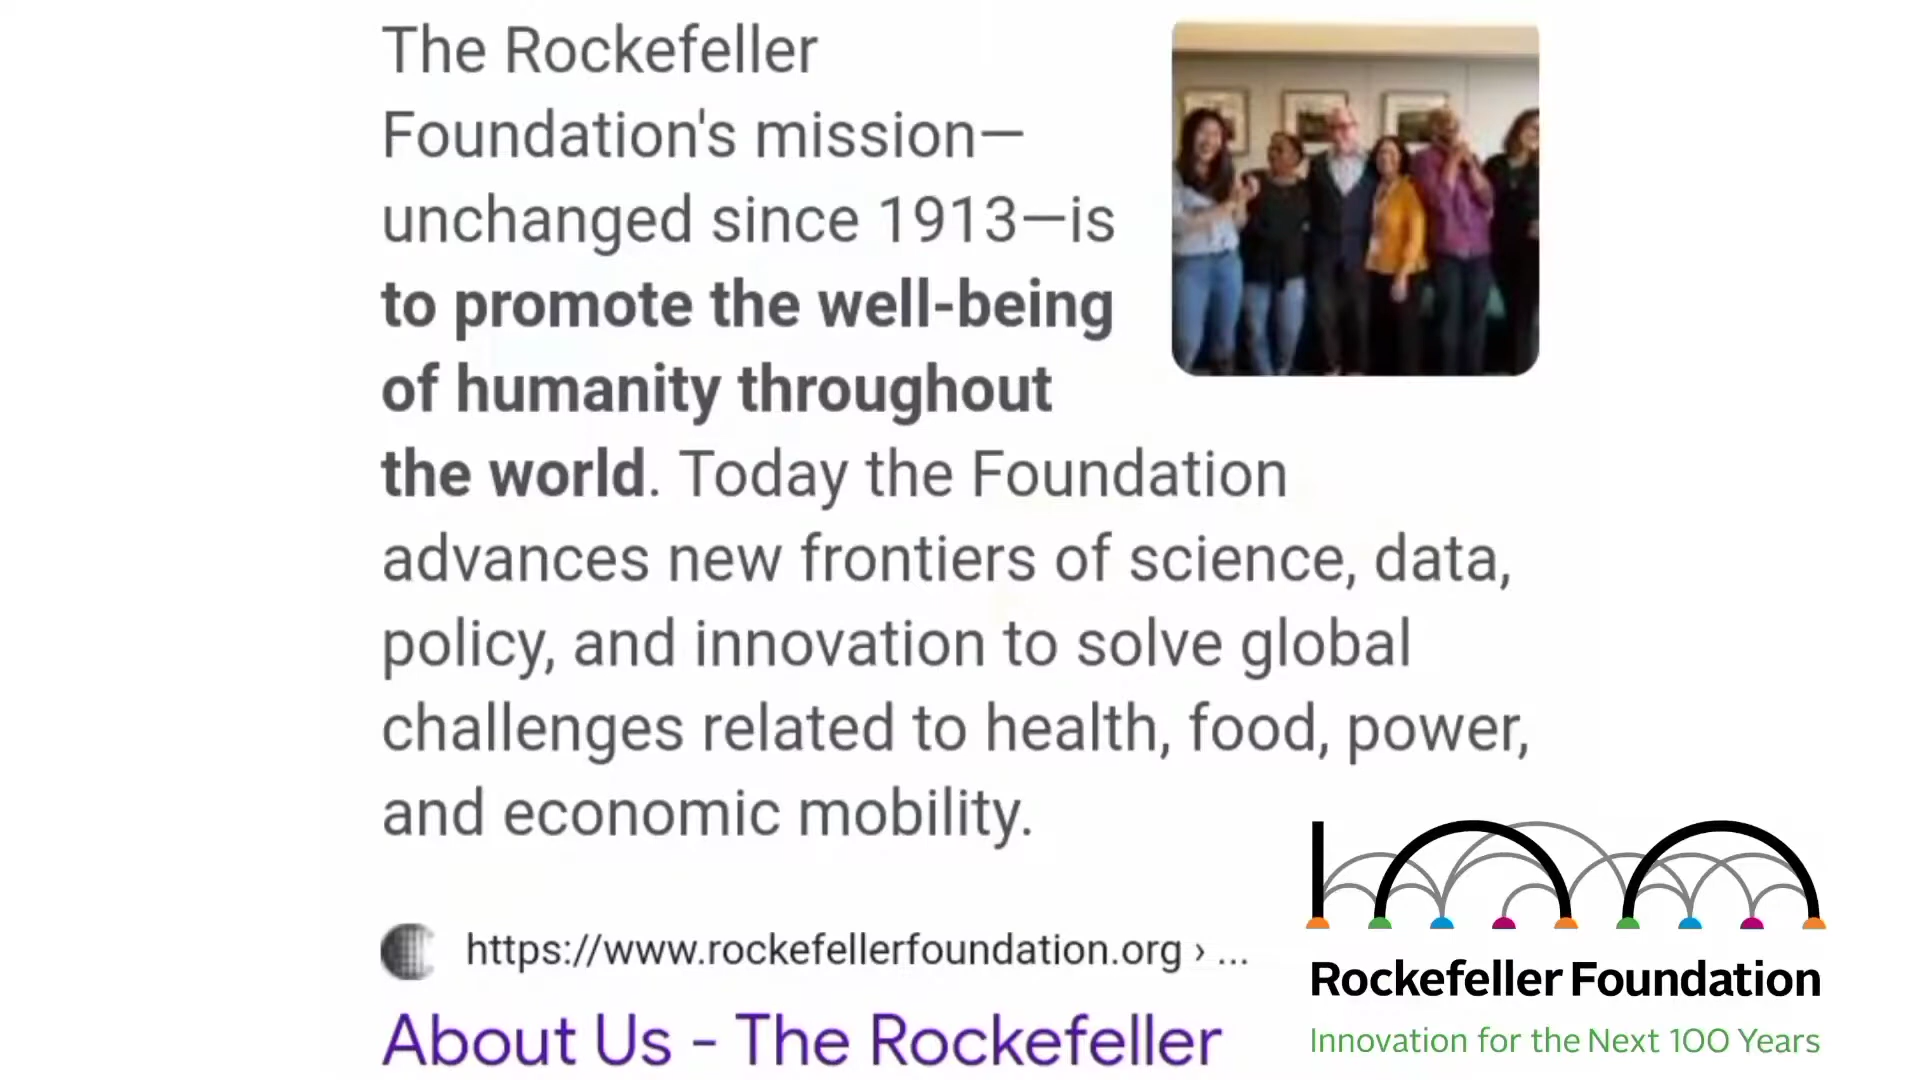 The Rockefeller
Foundation's mission—
unchanged since 1913—is
to promote the well-being
of humanity throughout
the world. Today the Foundation
advances new frontiers of science, data,
policy, and innovation to solve global
challenges related to health, food, power,
and economic mobility.
https://www.rockefellerfoundation.org › ...
About Us - The Rockefeller
Rockefeller Foundation
Innovation for the Next 100 Years